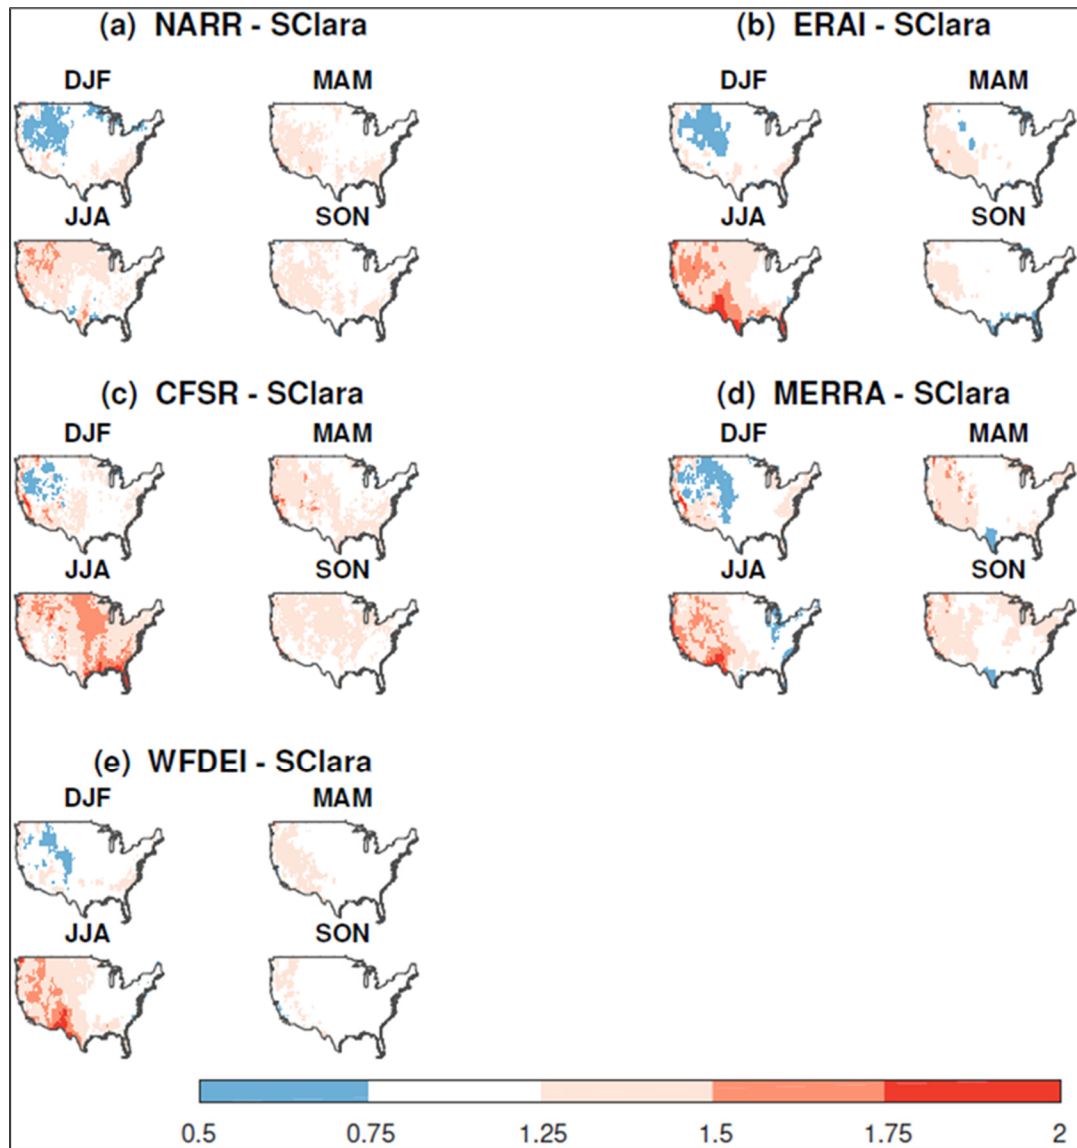 (a) NARR - SClara
(b) ERAI - SClara
DJF MAM
DJF MAM
JJA SON
JJA SON
(c) CFSR - SClara
(d) MERRA - SClara
DJF MAM
DJF MAM
JJA SON
JJA SON
(e) WFDEI - SClara
DJF MAM
JJA SON
0.5 0.75 1.25 1.5 1.75 2